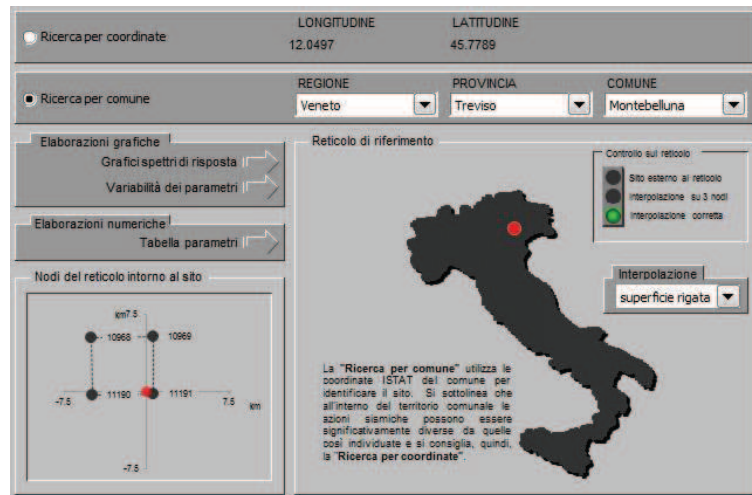 LONGITUDINE LATITUDINE
Ricerca per coordinate 12.0497 45.7789
REGIONE PROVINCIA COMUNE
Ricerca per comune Veneto Treviso Montebelluna
Elaborazioni grafiche
Grafici spettri di risposta
Variabilità dei parametri
Elaborazioni numeriche
Tabella parametri
Nodi del reticolo intorno al sito
km7.5
10968 10969
-7.5 11190 11191 7.5 km
-7.5
Reticolo di riferimento
Controllo sul reticolo
Sito esterno al reticolo
Interpolazione su 3 nodi
Interpolazione corretta
Interpolazione
superficie rigata
La "Ricerca per comune" utilizza le
coordinate ISTAT del comune per
identificare il sito. Si sottolinea che
all'interno del territorio comunale le
azioni sismiche possono essere
significativamente diverse da quelle
così individuate e si consiglia, quindi,
la "Ricerca per coordinate".